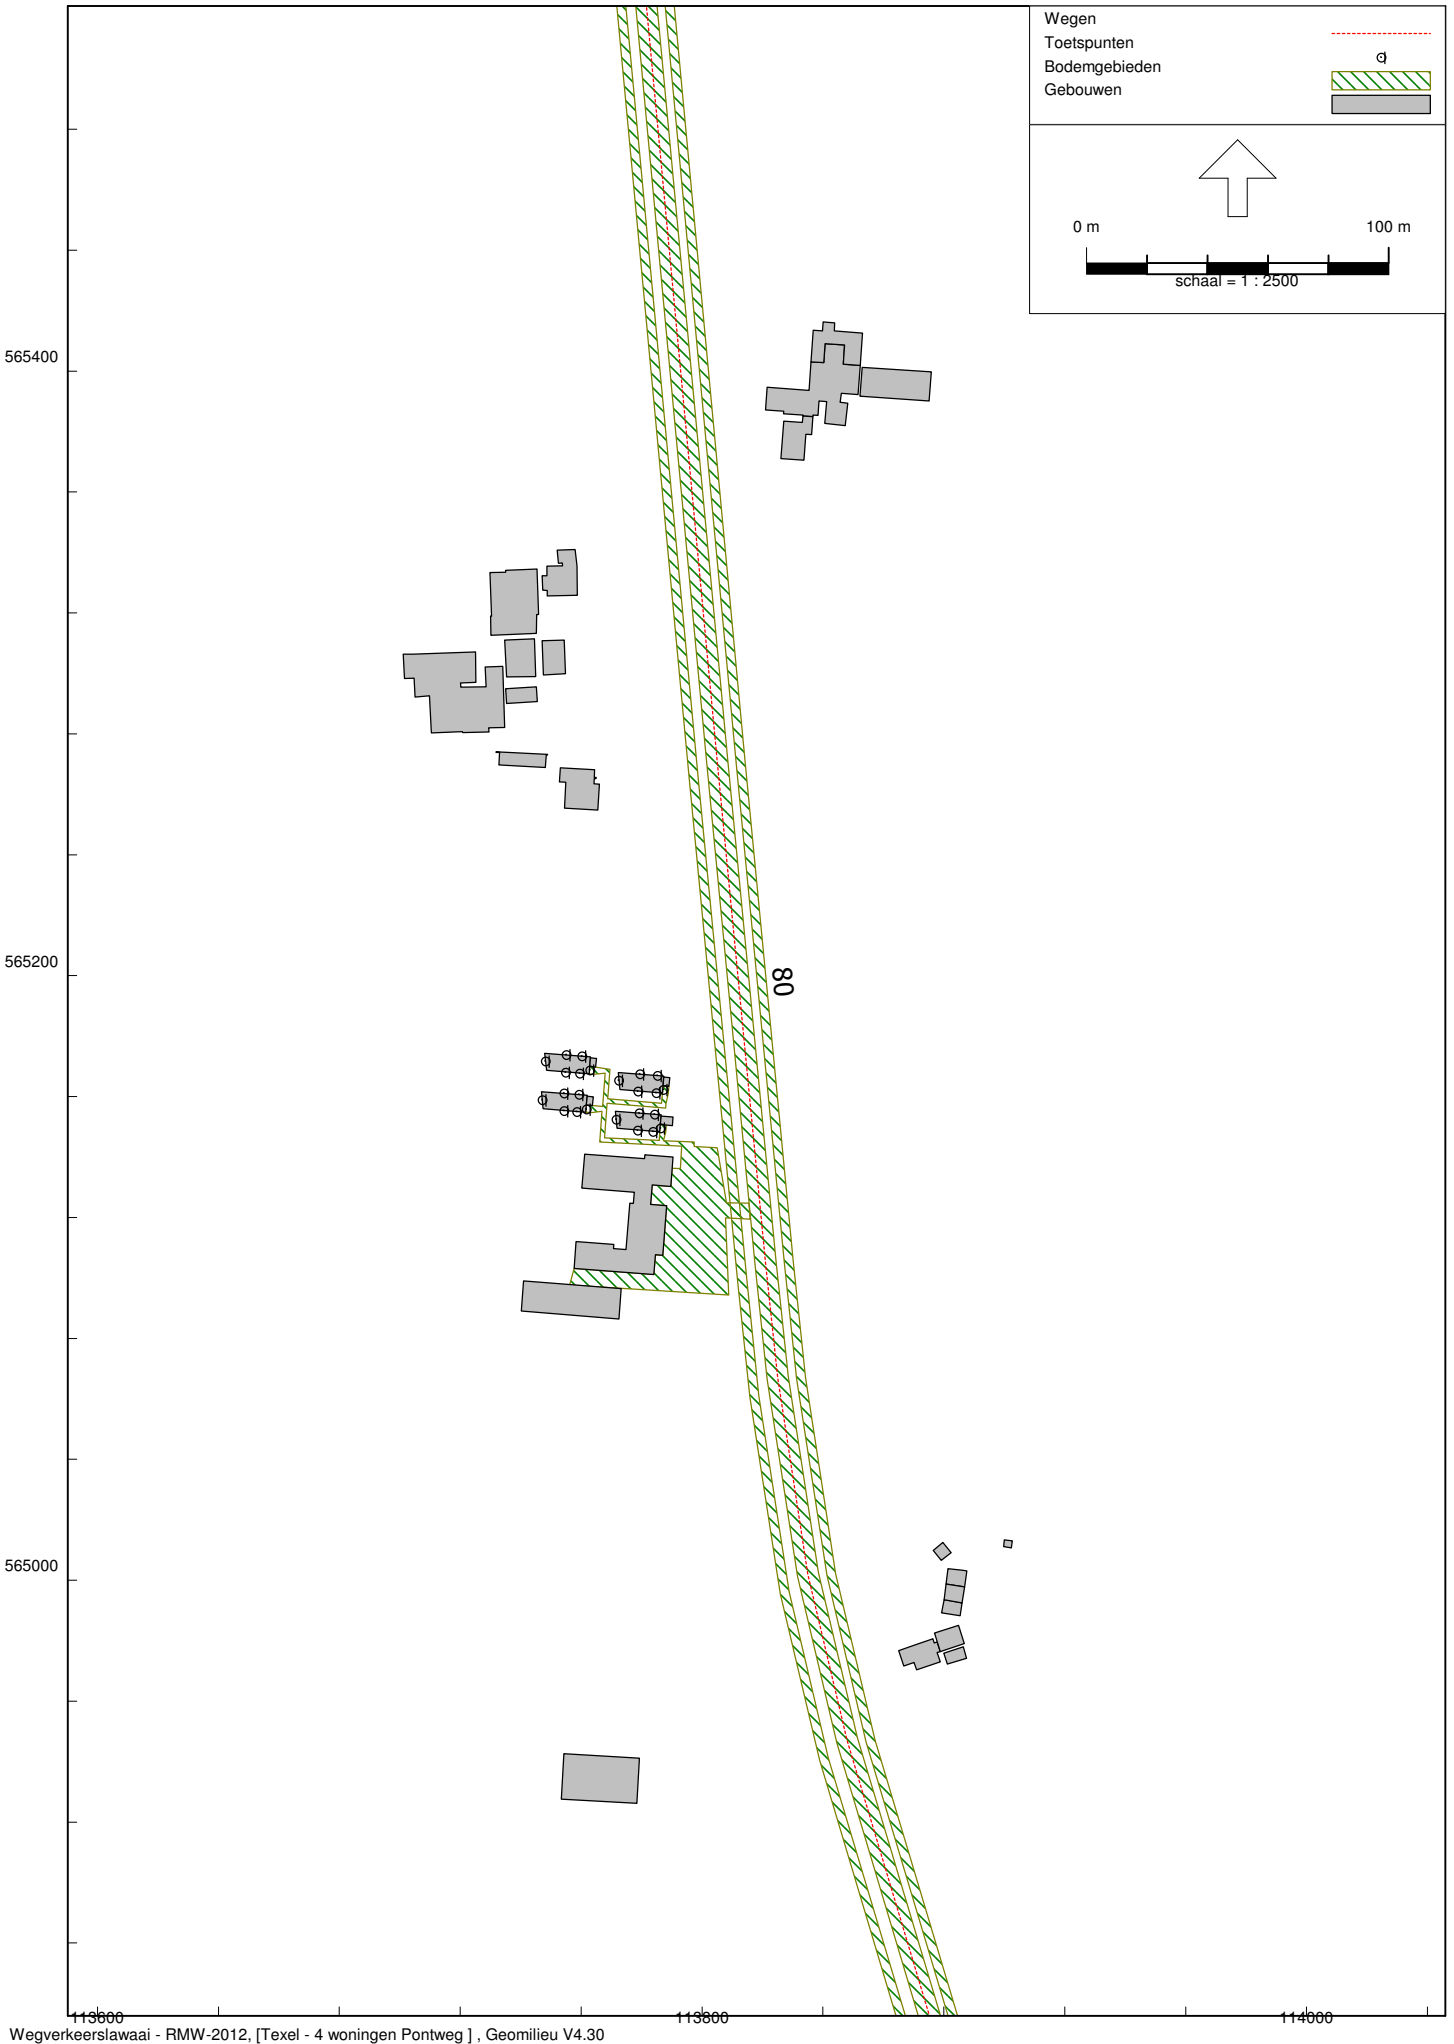 Wegen
Toetspunten
Bodemgebieden
Gebouwen
0 m 100 m
schaal = 1 : 2500
565400
565200
80
565000
113600 113800 114000
Wegverkeerslawaai - RMW-2012, [Texel - 4 woningen Pontweg ] , Geomilieu V4.30